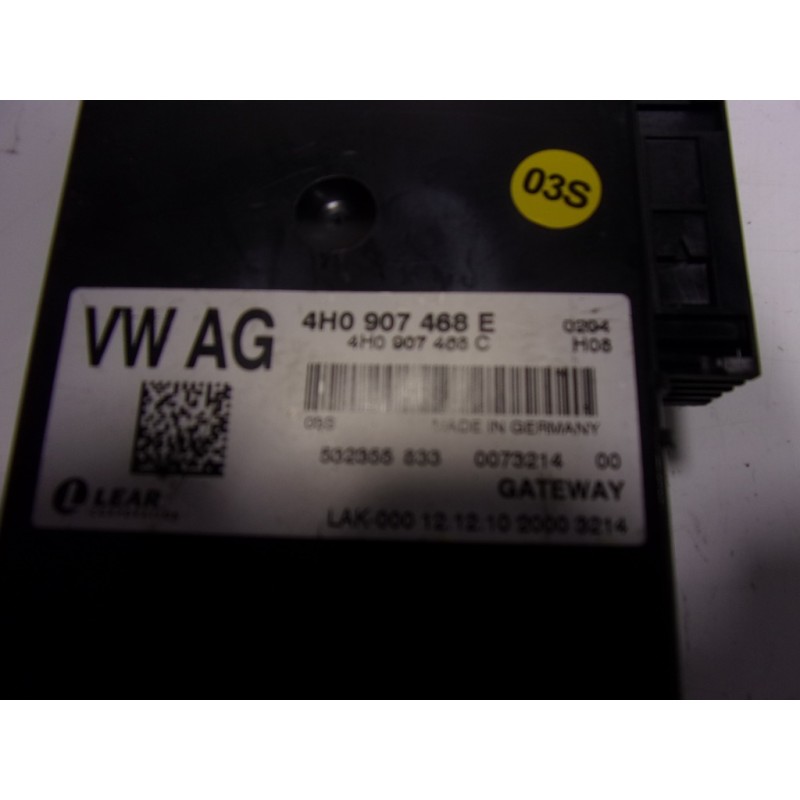 03S
VW AG
4H0 907 468 E
0204
4H0 907 468 C
H08
03S
MADE IN GERMANY
532355 833 0073214 00
LEAR
GATEWAY
LAK-000 12.12.10 2000 3214